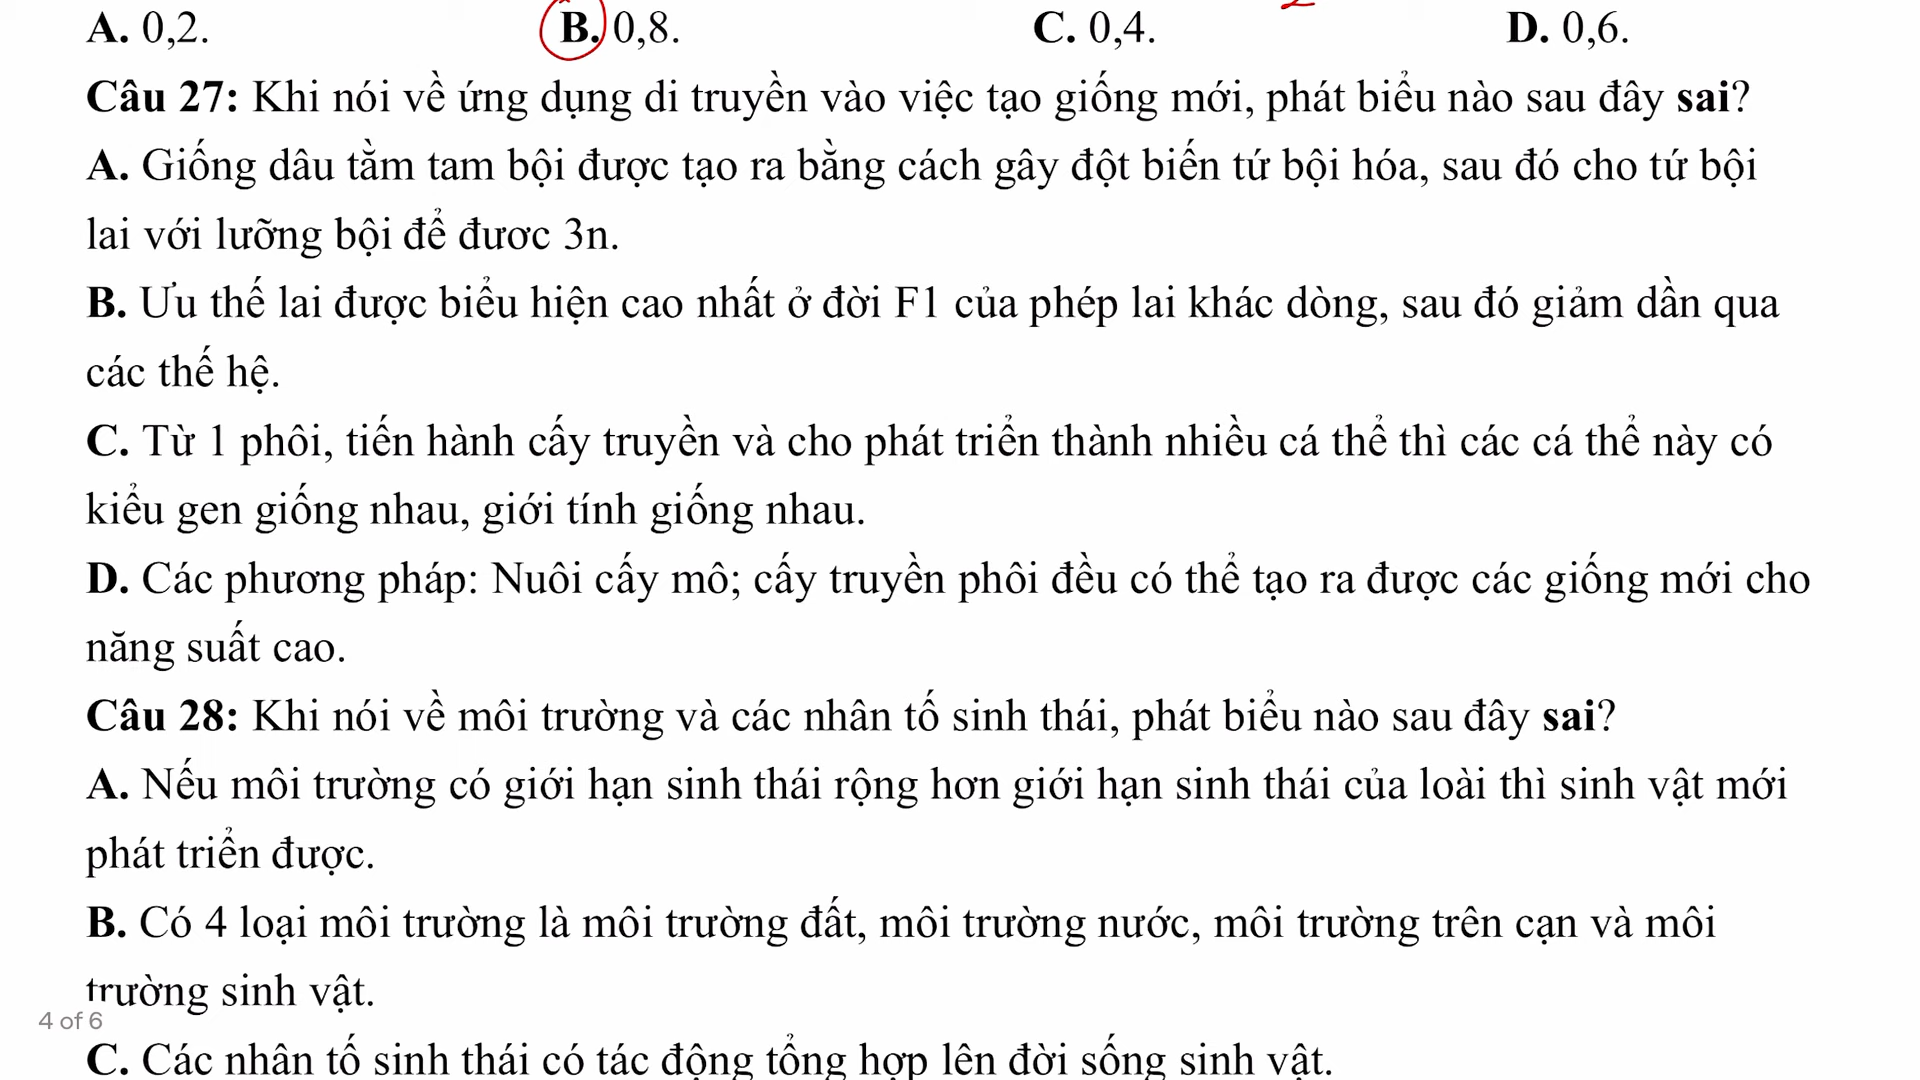 A. 0,2. B. 0,8. C. 0,4. D. 0,6.
Câu 27: Khi nói về ứng dụng di truyền vào việc tạo giống mới, phát biểu nào sau đây sai?
A. Giống dâu tằm tam bội được tạo ra bằng cách gây đột biến tứ bội hóa, sau đó cho tứ bội
lai với lưỡng bội để đươc 3n.
B. Ưu thế lai được biểu hiện cao nhất ở đời F1 của phép lai khác dòng, sau đó giảm dần qua
các thế hệ.
C. Từ 1 phôi, tiến hành cấy truyền và cho phát triển thành nhiều cá thể thì các cá thể này có
kiểu gen giống nhau, giới tính giống nhau.
D. Các phương pháp: Nuôi cấy mô; cấy truyền phôi đều có thể tạo ra được các giống mới cho
năng suất cao.
Câu 28: Khi nói về môi trường và các nhân tố sinh thái, phát biểu nào sau đây sai?
A. Nếu môi trường có giới hạn sinh thái rộng hơn giới hạn sinh thái của loài thì sinh vật mới
phát triển được.
B. Có 4 loại môi trường là môi trường đất, môi trường nước, môi trường trên cạn và môi
trường sinh vật.
4 of 6
C. Các nhân tố sinh thái có tác động tổng hợp lên đời sống sinh vật.